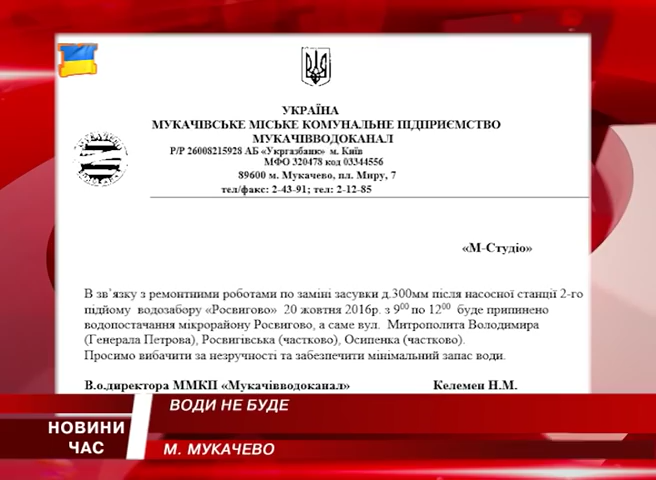 УКРАЇНА
МУКАЧІВСЬКЕ МІСЬКЕ КОМУНАЛЬНЕ ПІДПРИЄМСТВО
МУКАЧІВВОДОКАНАЛ
Р/Р 26008215928 АБ «Укргазбанк» м. Київ
МФО 320478 код 03344556
89600 м. Мукачево, пл. Миру, 7
тел/факс: 2-43-91; тел: 2-12-85
«М-Студіо»
В зв’язку з ремонтними роботами по заміні засувки д.300мм після насосної станції 2-го
підйому водозабору «Росвигово» 20 жовтня 2016р. з 9⁰⁰ по 12⁰⁰ буде припинено
водопостачання мікрорайону Росвигово, а саме вул. Митрополита Володимира
(Генерала Петрова), Росвигівська (частково), Осипенка (частково).
Просимо вибачити за незручності та забезпечити мінімальний запас води.
В.о.директора ММКП «Мукачівводоканал» Келемен Н.М.
ВОДИ НЕ БУДЕ
НОВИНИ
ЧАС
М. МУКАЧЕВО